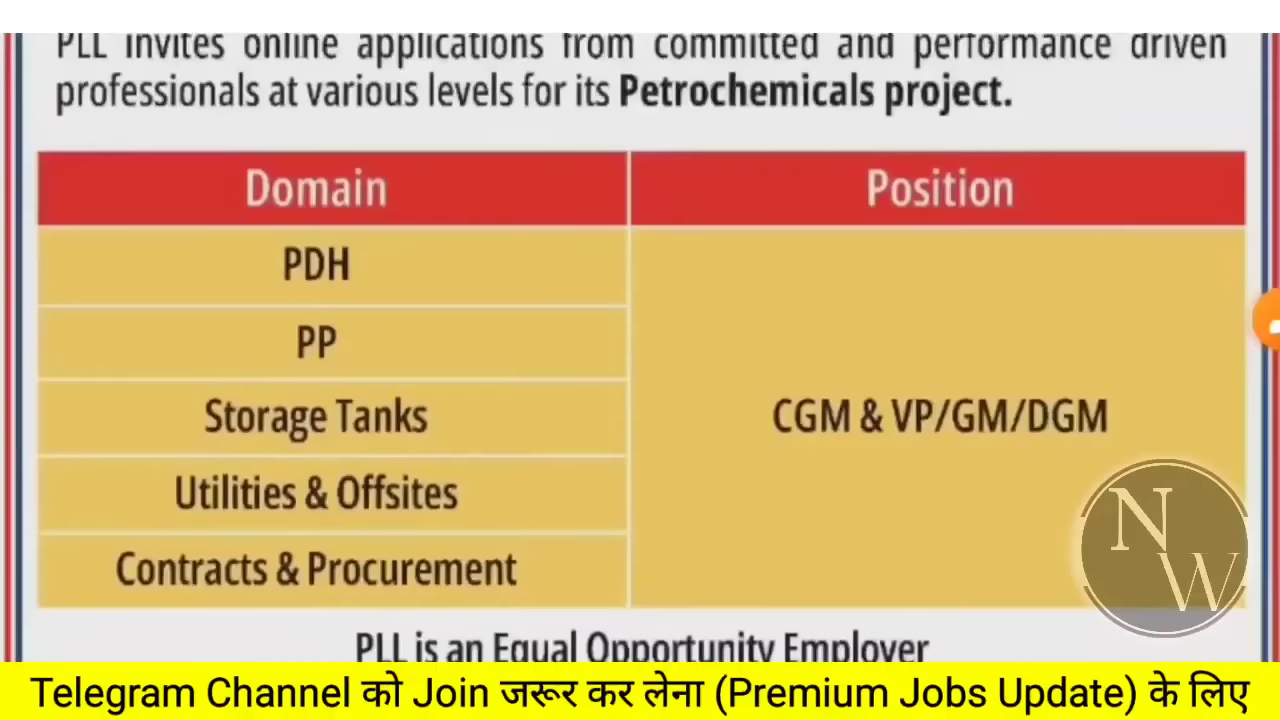 PLL invites online applications from committed and performance driven
professionals at various levels for its Petrochemicals project.
Domain
Position
PDH
PP
Storage Tanks
Utilities & Offsites
Contracts & Procurement
CGM & VP/GM/DGM
NW
PLL is an Equal Opportunity Employer
Telegram Channel को Join जरूर कर लेना (Premium Jobs Update) के लिए